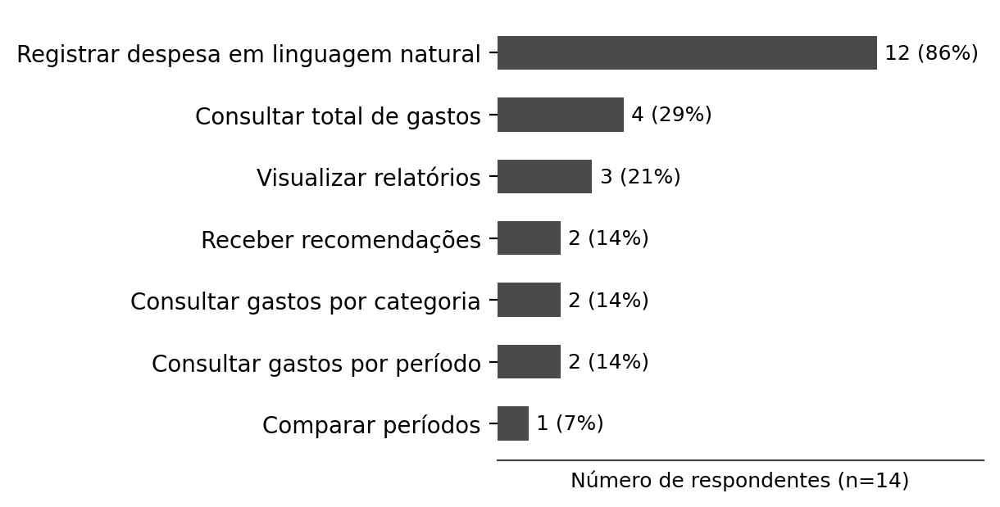 Registrar despesa em linguagem natural 12 (86%)
Consultar total de gastos 4 (29%)
Visualizar relatórios 3 (21%)
Receber recomendações 2 (14%)
Consultar gastos por categoria 2 (14%)
Consultar gastos por período 2 (14%)
Comparar períodos 1 (7%)
Número de respondentes (n=14)